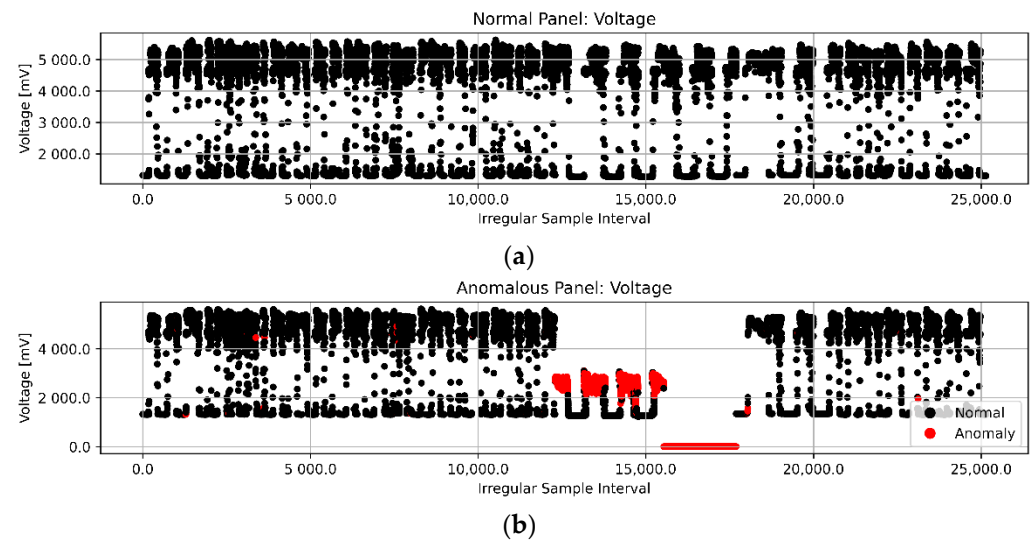 Normal Panel: Voltage
Voltage [mV]
5 000.0
4 000.0
3 000.0
2 000.0
0.0 5 000.0 10,000.0 15,000.0 20,000.0 25,000.0
Irregular Sample Interval
(a)
Anomalous Panel: Voltage
Voltage [mV]
4 000.0
2 000.0
0.0
Normal
Anomaly
0.0 5 000.0 10,000.0 15,000.0 20,000.0 25,000.0
Irregular Sample Interval
(b)